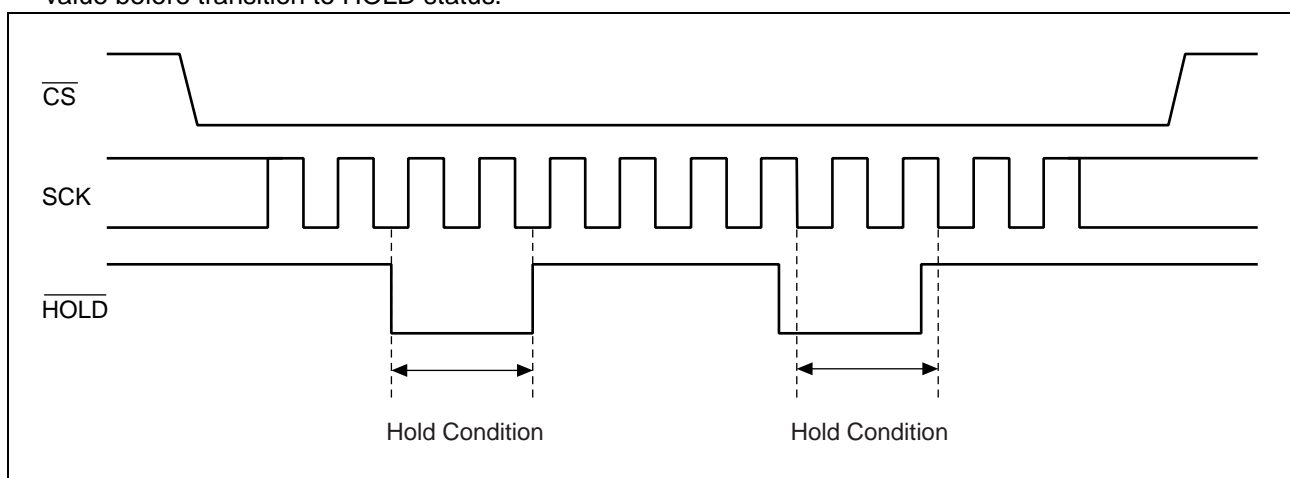 value before transition to HOLD status.
CS
SCK
HOLD
Hold Condition Hold Condition